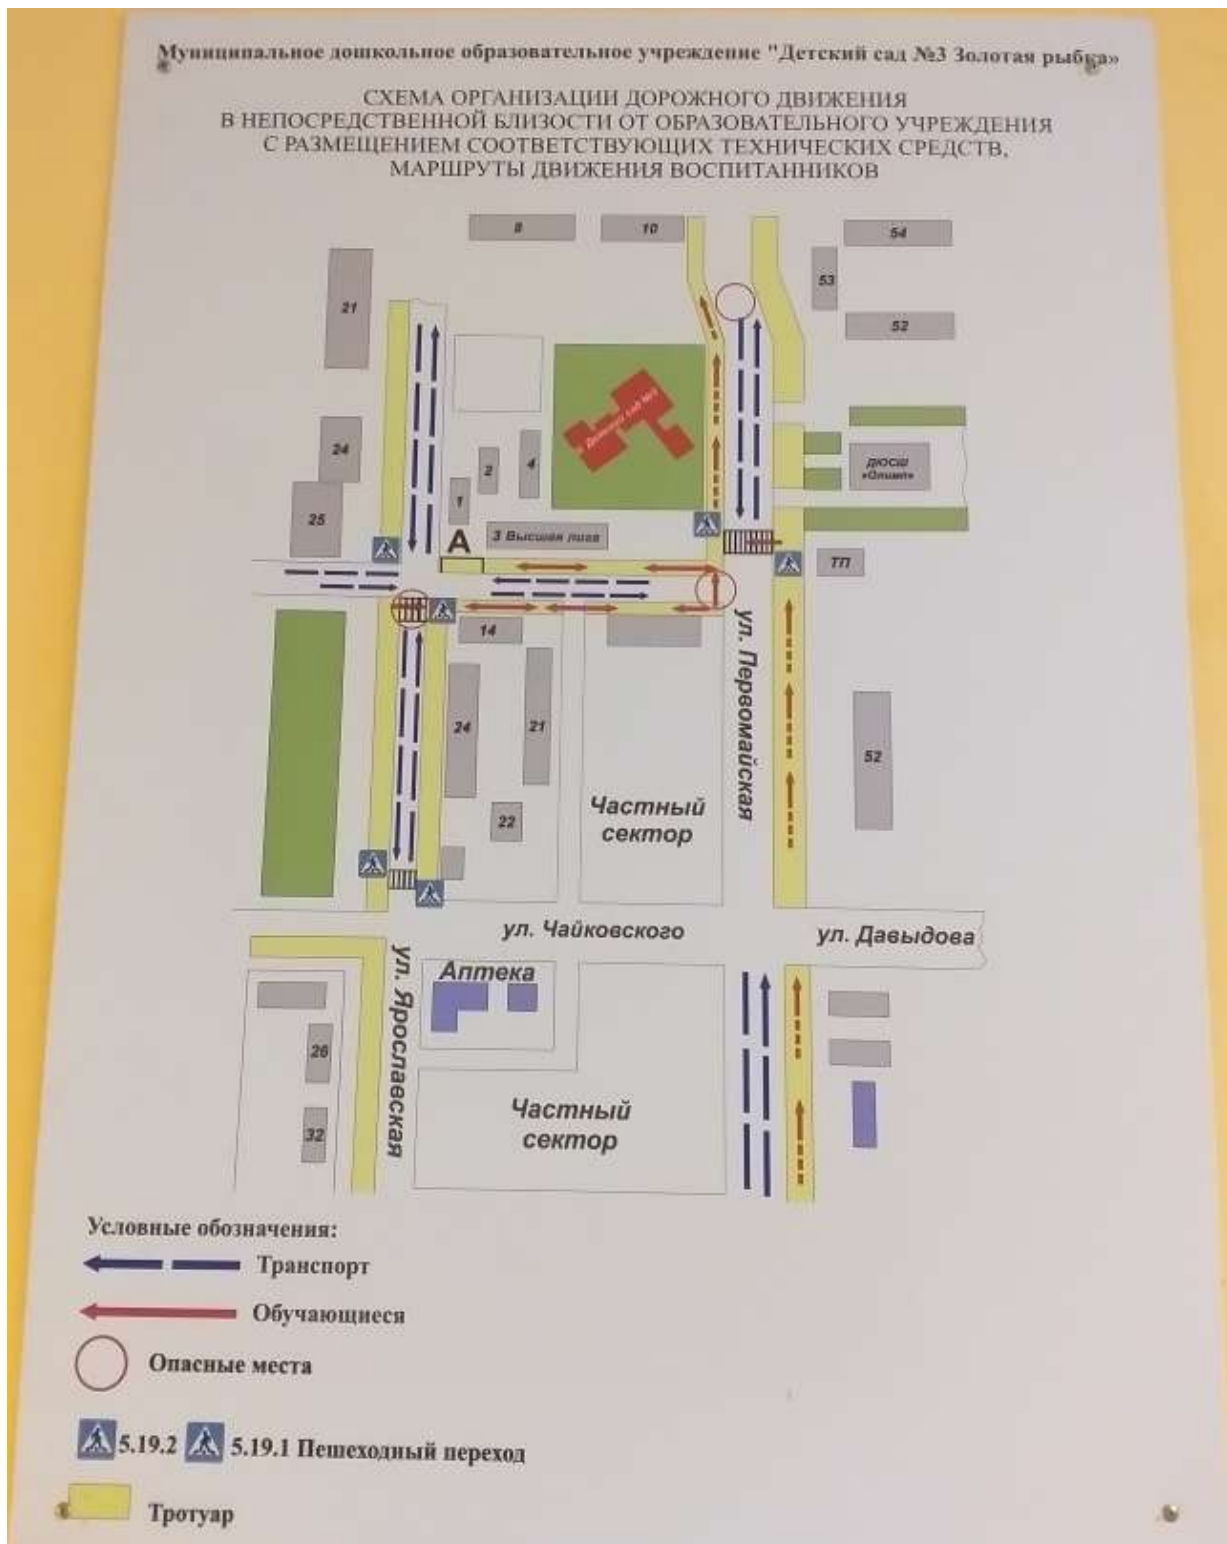 Муниципальное дошкольное образовательное учреждение "Детский сад №3 Золотая рыбка»
СХЕМА ОРГАНИЗАЦИИ ДОРОЖНОГО ДВИЖЕНИЯ
В НЕПОСРЕДСТВЕННОЙ БЛИЗОСТИ ОТ ОБРАЗОВАТЕЛЬНОГО УЧРЕЖДЕНИЯ
С РАЗМЕЩЕНИЕМ СООТВЕТСТВУЮЩИХ ТЕХНИЧЕСКИХ СРЕДСТВ,
МАРШРУТЫ ДВИЖЕНИЯ ВОСПИТАННИКОВ
8
10
54
21
53
52
Детский сад №3
24
2
4
ДЮСШ
«Олимп»
1
25
А
3 Высшая лига
ТП
14
ул. Первомайская
24
21
52
22
Частный
сектор
ул. Чайковского
ул. Давыдова
ул. Ярославская
Аптека
26
32
Частный
сектор
Условные обозначения:
Транспорт
Обучающиеся
Опасные места
5.19.2 5.19.1 Пешеходный переход
Тротуар